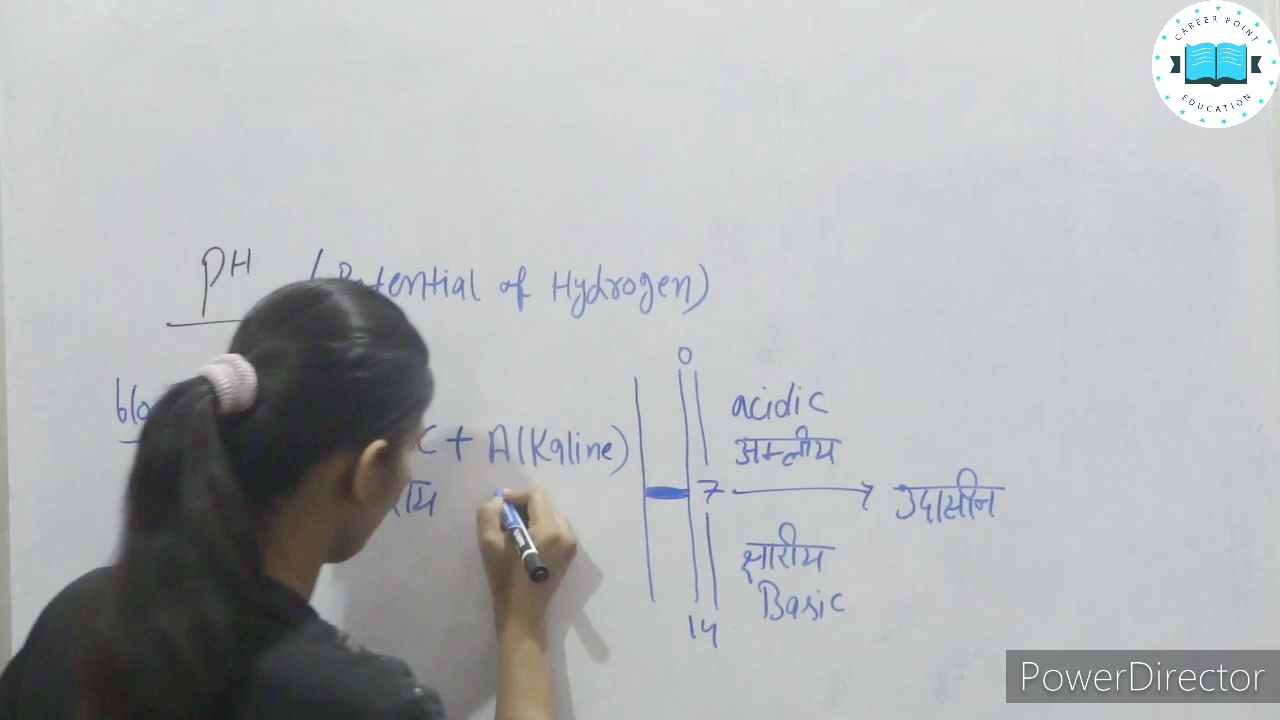 CAREER POINT
EDUCATION
PH
Potential of Hydrogen)
0
acidic
+ Alkaline)
अम्लीय
7 → उदासीन
क्षारीय
Basic
14
PowerDirector